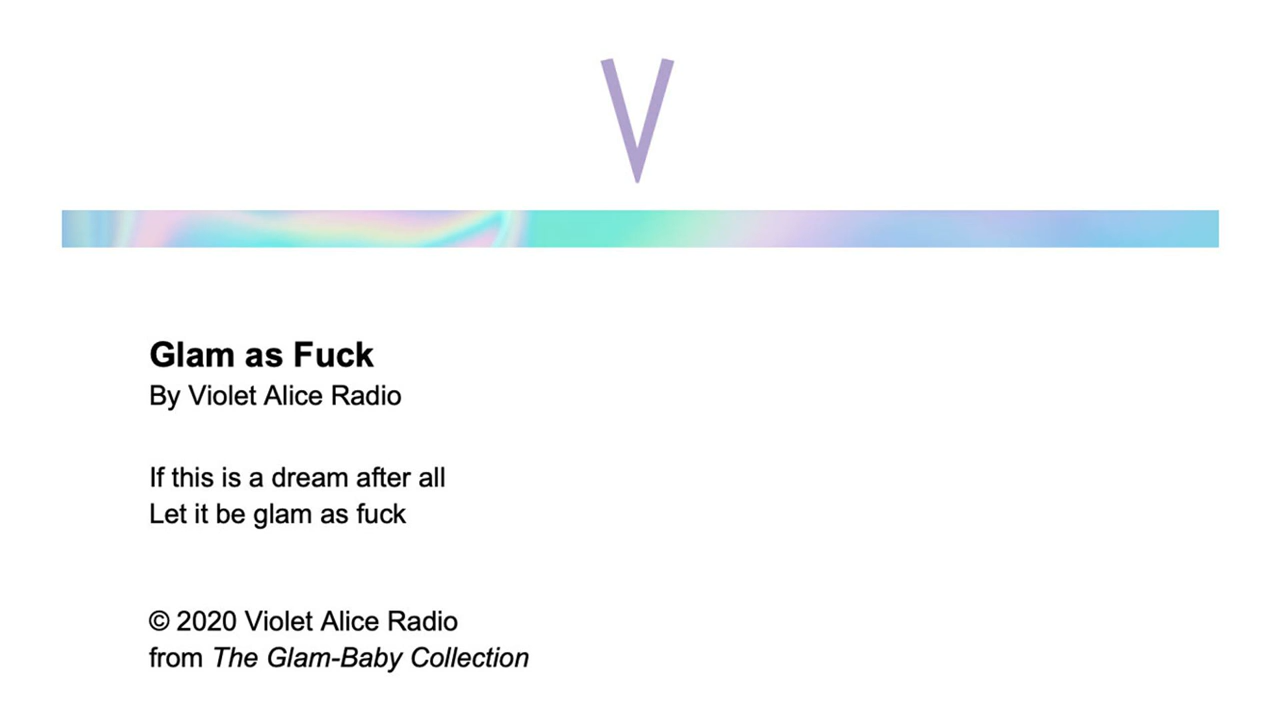 V
Glam as Fuck
By Violet Alice Radio
If this is a dream after all
Let it be glam as fuck
© 2020 Violet Alice Radio
from The Glam-Baby Collection